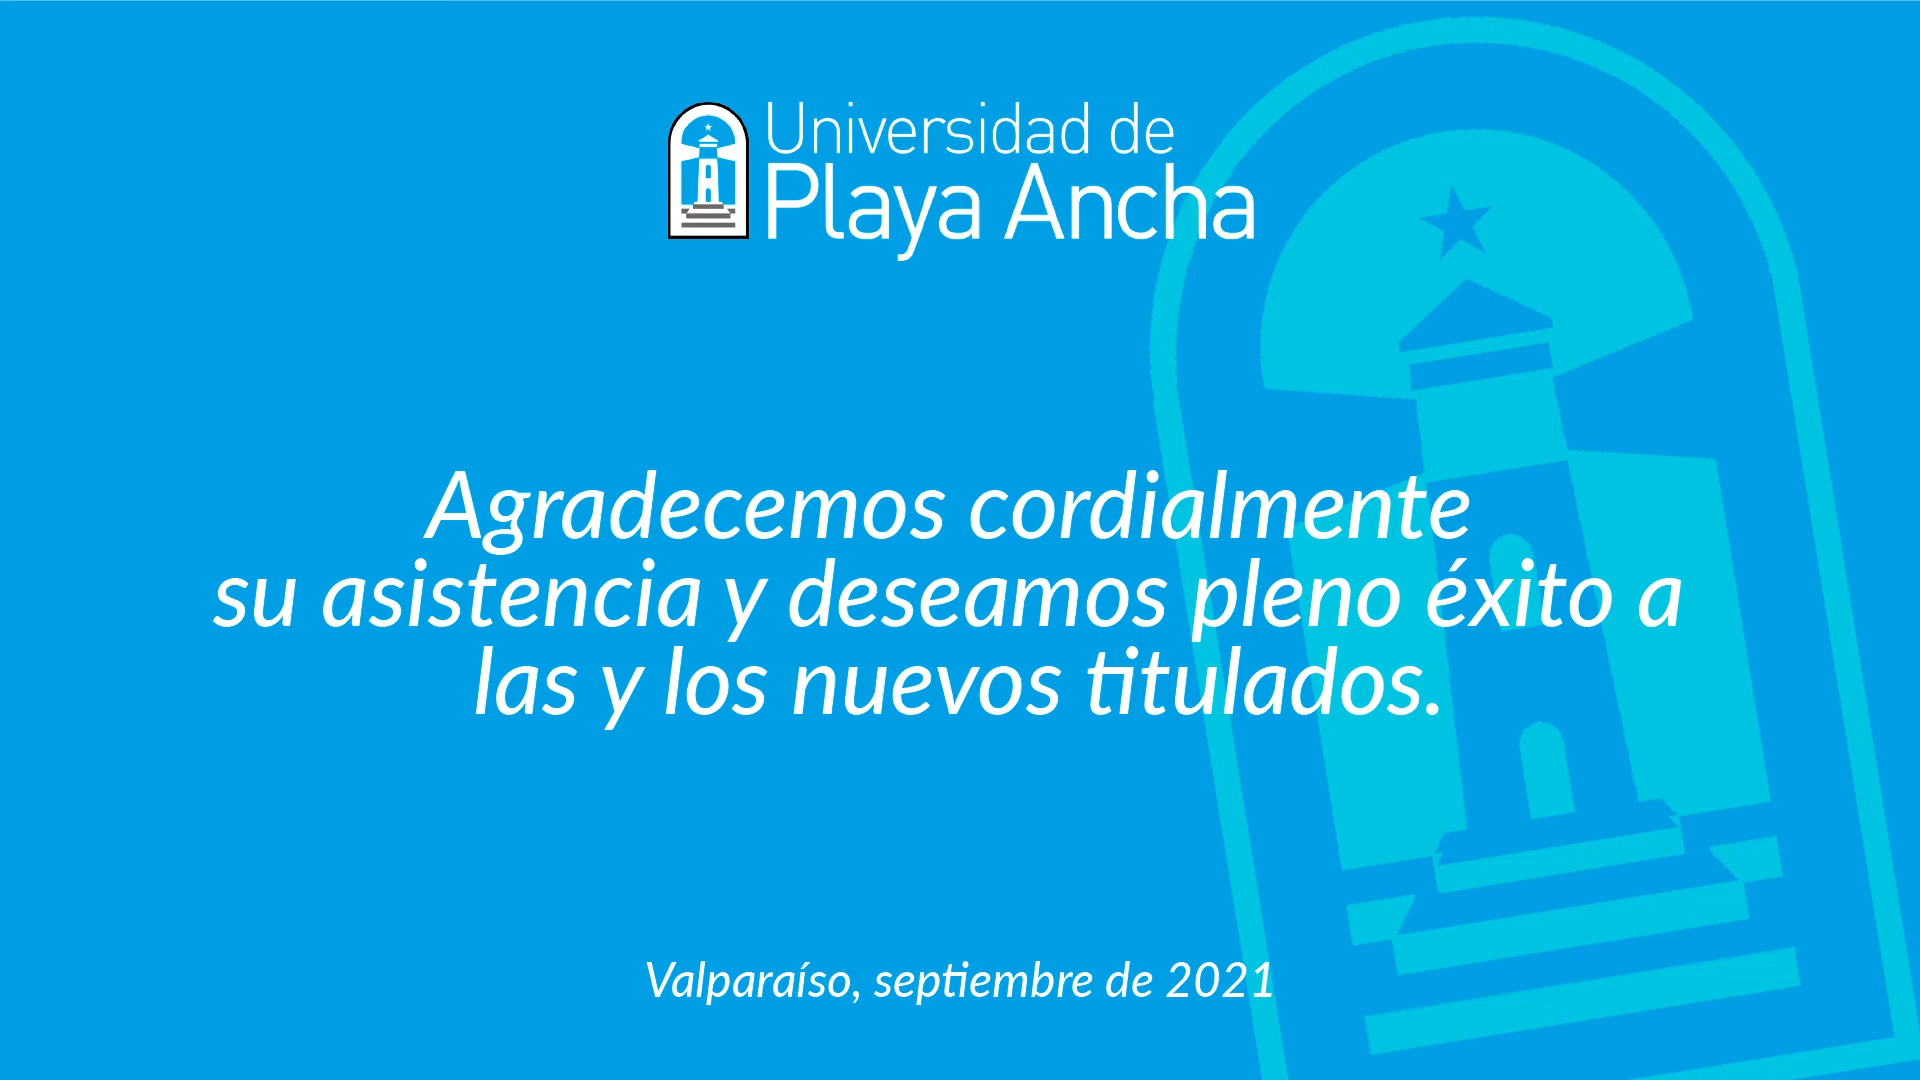 Universidad de
Playa Ancha
Agradecemos cordialmente
su asistencia y deseamos pleno éxito a
las y los nuevos titulados.
Valparaíso, septiembre de 2021